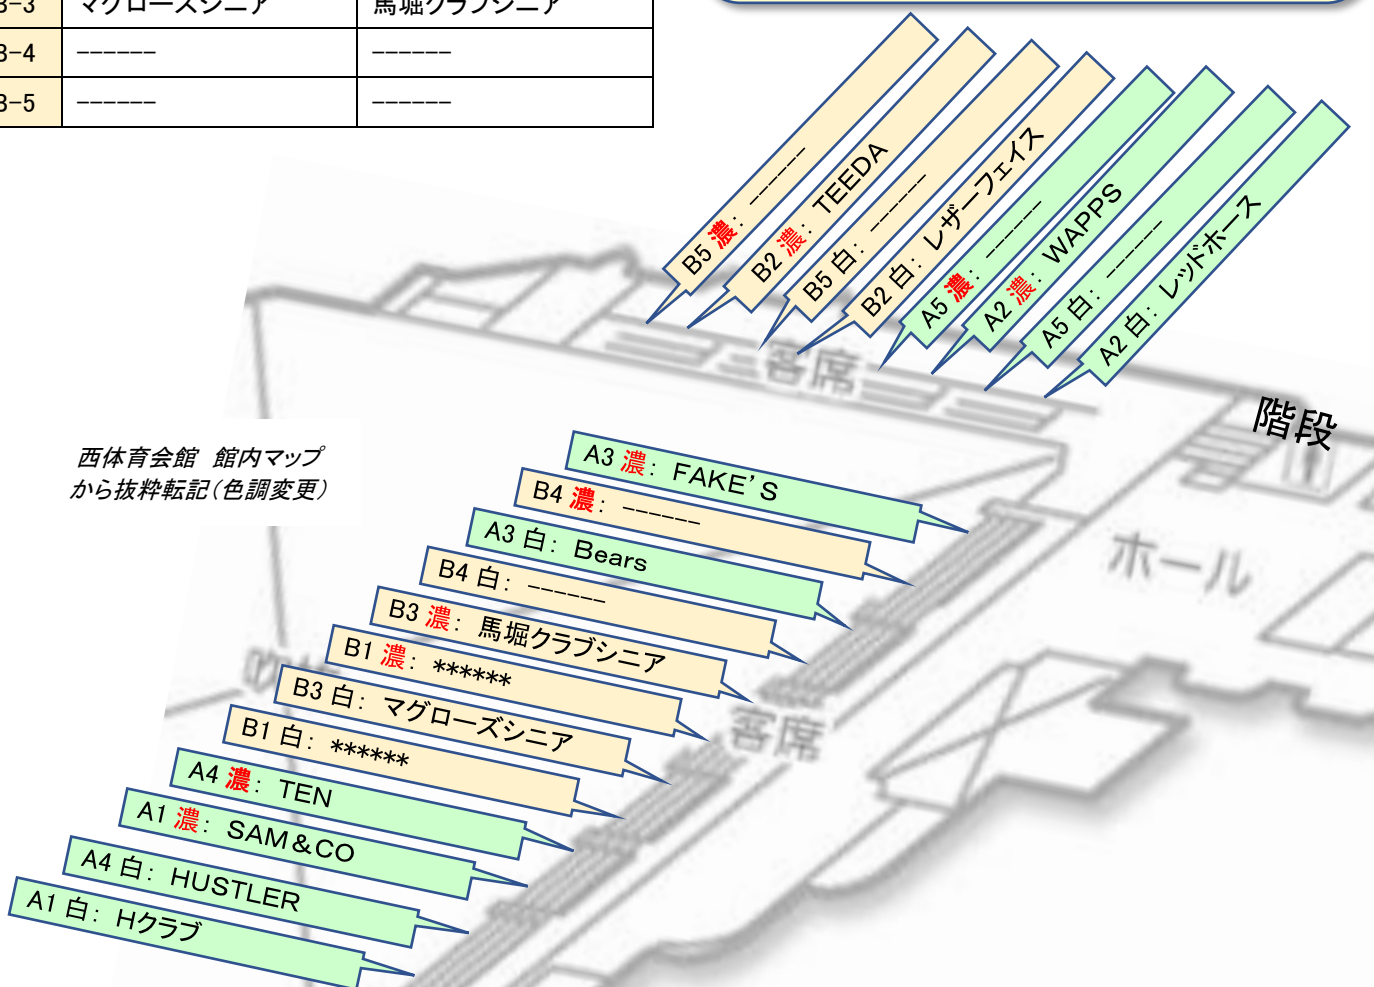 B-3 マグローズシニア 馬堀クラブシニア
B-4 ------ ------
B-5 ------ ------
B5 濃： ------
B2 濃： TEEDA
B5 白： ------
B2 白： レザーフェイス
A5 濃： ------
A2 濃： WAPPS
A5 白： ------
A2 白： レッドホース
客席
階段
西体育会館　館内マップ
から抜粋転記（色調変更）
A3 濃： FAKE'S
B4 濃： ------
A3 白： Bears
B4 白： ------
B3 濃： 馬堀クラブシニア
B1 濃： ******
B3 白： マグローズシニア
B1 白： ******
A4 濃： TEN
A1 濃： SAM＆CO
A4 白： HUSTLER
A1 白： Hクラブ
ホール
客席